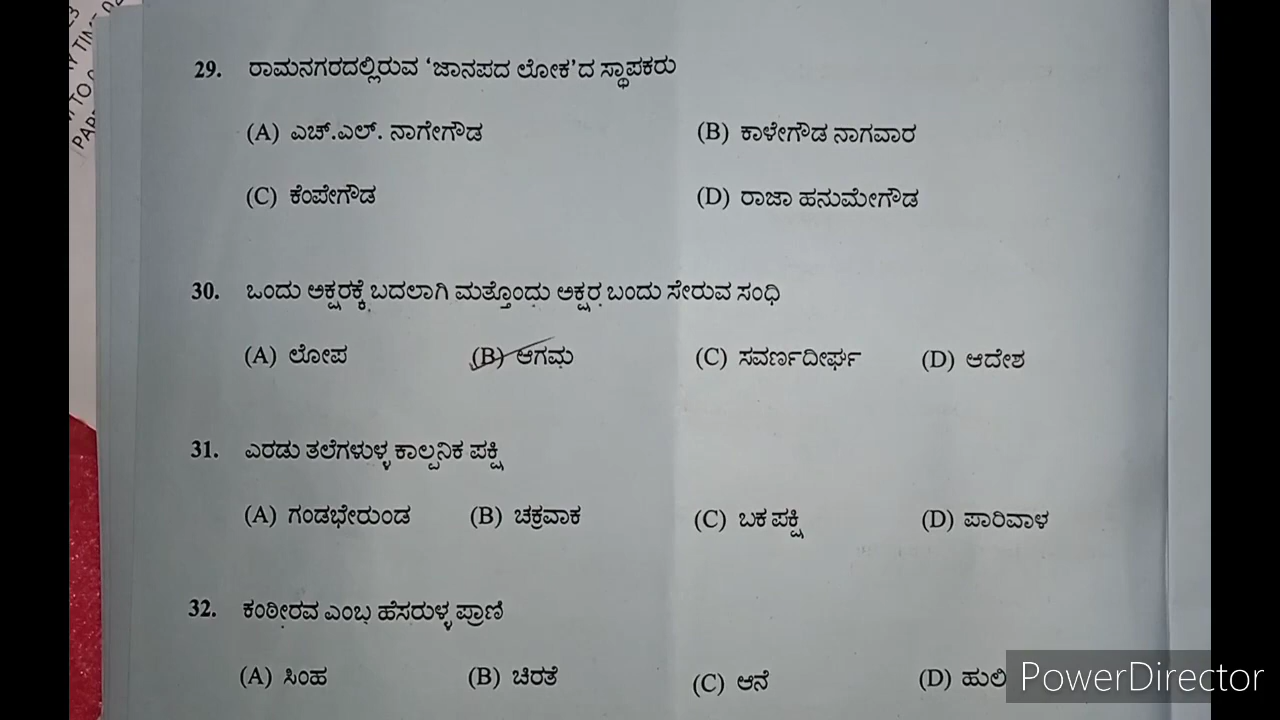 29. ರಾಮನಗರದಲ್ಲಿರುವ ‘ಜಾನಪದ ಲೋಕ’ದ ಸ್ಥಾಪಕರು
(A) ಎಚ್.ಎಲ್. ನಾಗೇಗೌಡ (B) ಕಾಳೇಗೌಡ ನಾಗವಾರ
(C) ಕೆಂಪೇಗೌಡ (D) ರಾಜಾ ಹನುಮೇಗೌಡ
30. ಒಂದು ಅಕ್ಷರಕ್ಕೆ ಬದಲಾಗಿ ಮತ್ತೊಂದು ಅಕ್ಷರ ಬಂದು ಸೇರುವ ಸಂಧಿ
(A) ಲೋಪ (B) ಆಗಮ (C) ಸವರ್ಣದೀರ್ಘ (D) ಆದೇಶ
31. ಎರಡು ತಲೆಗಳುಳ್ಳ ಕಾಲ್ಪನಿಕ ಪಕ್ಷಿ
(A) ಗಂಡಭೇರುಂಡ (B) ಚಕ್ರವಾಕ (C) ಬಕ ಪಕ್ಷಿ (D) ಪಾರಿವಾಳ
32. ಕಂಠೀರವ ಎಂಬ ಹೆಸರುಳ್ಳ ಪ್ರಾಣಿ
(A) ಸಿಂಹ (B) ಚಿರತೆ (C) ಆನೆ (D) ಹುಲಿ
PowerDirector